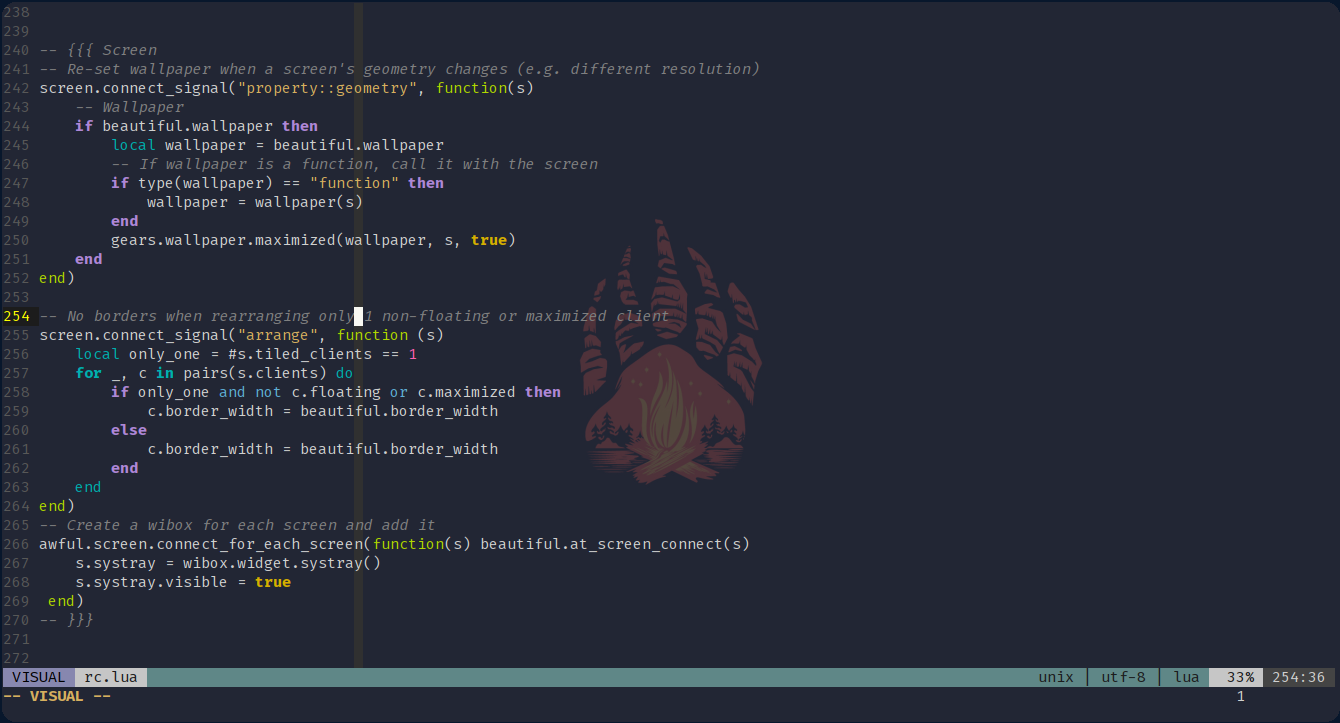 238
239
240 -- {{{ Screen
241 -- Re-set wallpaper when a screen's geometry changes (e.g. different resolution)
242 screen.connect_signal("property::geometry", function(s)
243     -- Wallpaper
244     if beautiful.wallpaper then
245         local wallpaper = beautiful.wallpaper
246         -- If wallpaper is a function, call it with the screen
247         if type(wallpaper) == "function" then
248             wallpaper = wallpaper(s)
249         end
250         gears.wallpaper.maximized(wallpaper, s, true)
251     end
252 end)
253
254 -- No borders when rearranging only 1 non-floating or maximized client
255 screen.connect_signal("arrange", function (s)
256     local only_one = #s.tiled_clients == 1
257     for _, c in pairs(s.clients) do
258         if only_one and not c.floating or c.maximized then
259             c.border_width = beautiful.border_width
260         else
261             c.border_width = beautiful.border_width
262         end
263     end
264 end)
265 -- Create a wibox for each screen and add it
266 awful.screen.connect_for_each_screen(function(s) beautiful.at_screen_connect(s)
267     s.systray = wibox.widget.systray()
268     s.systray.visible = true
269  end)
270 -- }}}
271
272
VISUAL rc.lua unix | utf-8 | lua 33% 254:36
-- VISUAL -- 1